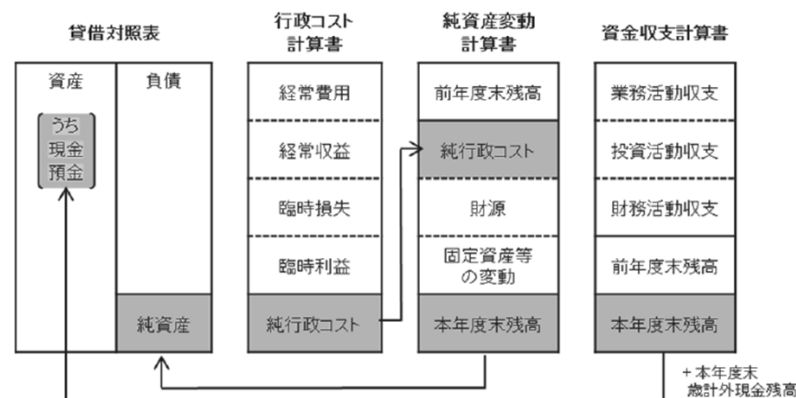 貸借対照表
資産
負債
うち
現金
預金
純資産
行政コスト
計算書
経常費用
経常収益
臨時損失
臨時利益
純行政コスト
純資産変動
計算書
前年度末残高
純行政コスト
財源
固定資産等
の変動
本年度末残高
資金収支計算書
業務活動収支
投資活動収支
財務活動収支
前年度末残高
本年度末残高
+本年度末
歳計外現金残高